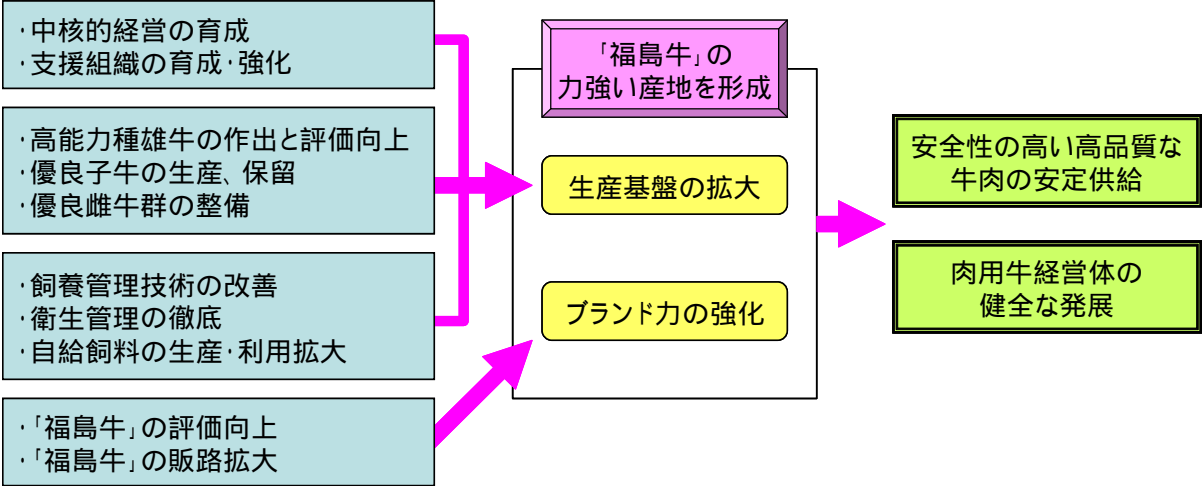 ·中核的経営の育成
·支援組織の育成·強化
·高能力種雄牛の作出と評価向上
·優良子牛の生産、保留
·優良雌牛群の整備
·飼養管理技術の改善
·衛生管理の徹底
·自給飼料の生産·利用拡大
·「福島牛」の評価向上
·「福島牛」の販路拡大
「福島牛」の
力強い産地を形成
生産基盤の拡大
ブランド力の強化
安全性の高い高品質な
牛肉の安定供給
肉用牛経営体の
健全な発展